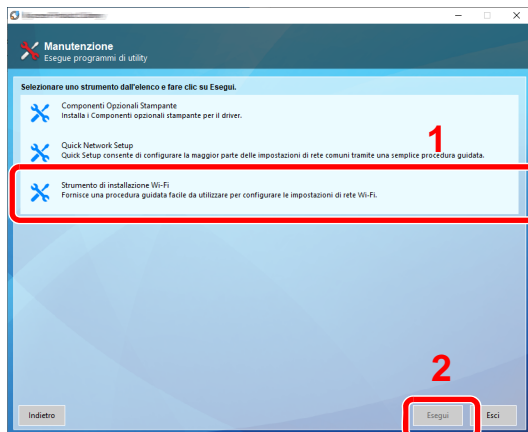 Manutenzione
Esegue programmi di utility
Selezionare uno strumento dall'elenco e fare clic su Esegui.
Componenti Opzionali Stampante
Installa i Componenti opzionali stampante per il driver.
1
Quick Network Setup
Quick Setup consente di configurare la maggior parte delle impostazioni di rete comuni tramite una semplice procedura guidata.
Strumento di installazione Wi-Fi
Fornisce una procedura guidata facile da utilizzare per configurare le impostazioni di rete Wi-Fi.
2
Indietro
Esegui
Esci